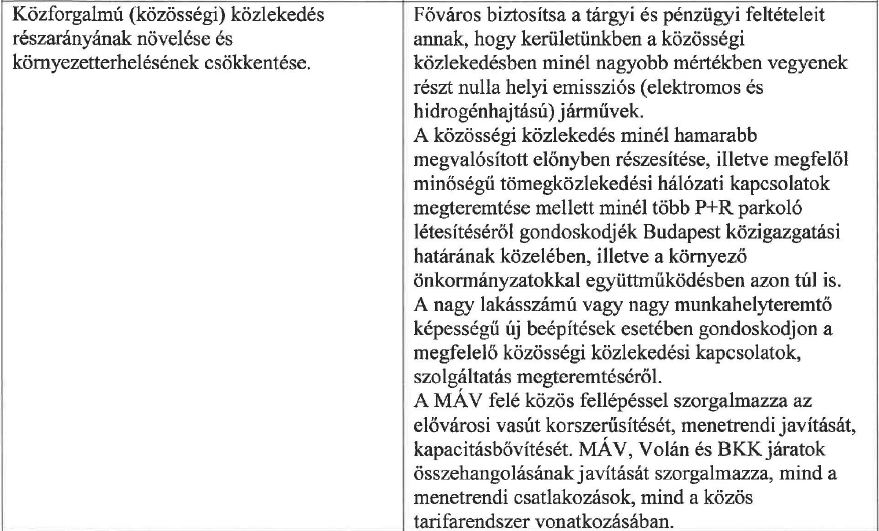 Közforgalmú (közösségi) közlekedés
részarányának növelése és
környezetterhelésének csökkentése.
Főváros biztosítsa a tárgyi és pénzügyi feltételeit
annak, hogy kerületünkben a közösségi
közlekedésben minél nagyobb mértékben vegyenek
részt nulla helyi emissziós (elektromos és
hidrogénhajtású) járművek.
A közösségi közlekedés minél hamarabb
megvalósított előnyben részesítése, illetve megfelől
minőségű tömegközlekedési hálózati kapcsolatok
megteremtése mellett minél több P+R parkoló
létesítéséről gondoskodjék Budapest közigazgatási
határának közelében, illetve a környező
önkormányzatokkal együttműködésben azon túl is.
A nagy lakásszámú vagy nagy munkahelyteremtő
képességű új beépítések esetében gondoskodjon a
megfelelő közösségi közlekedési kapcsolatok,
szolgáltatás megteremtéséről.
A MÁV felé közös fellépéssel szorgalmazza az
elővárosi vasút korszerűsítését, menetrendi javítását,
kapacitásbővítését. MÁV, Volán és BKK járatok
összehangolásának javítását szorgalmazza, mind a
menetrendi csatlakozások, mind a közös
tarifarendszer vonatkozásában.